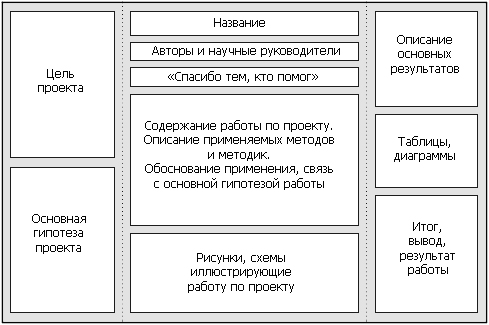 Цель
проекта
Основная
гипотеза
проекта
Название
Авторы и научные руководители
«Спасибо тем, кто помог»
Содержание работы по проекту.
Описание применяемых методов
и методик.
Обоснование применения, связь
с основной гипотезой работы
Рисунки, схемы
иллюстрирующие
работу по проекту
Описание
основных
результатов
Таблицы,
диаграммы
Итог,
вывод,
результат
работы